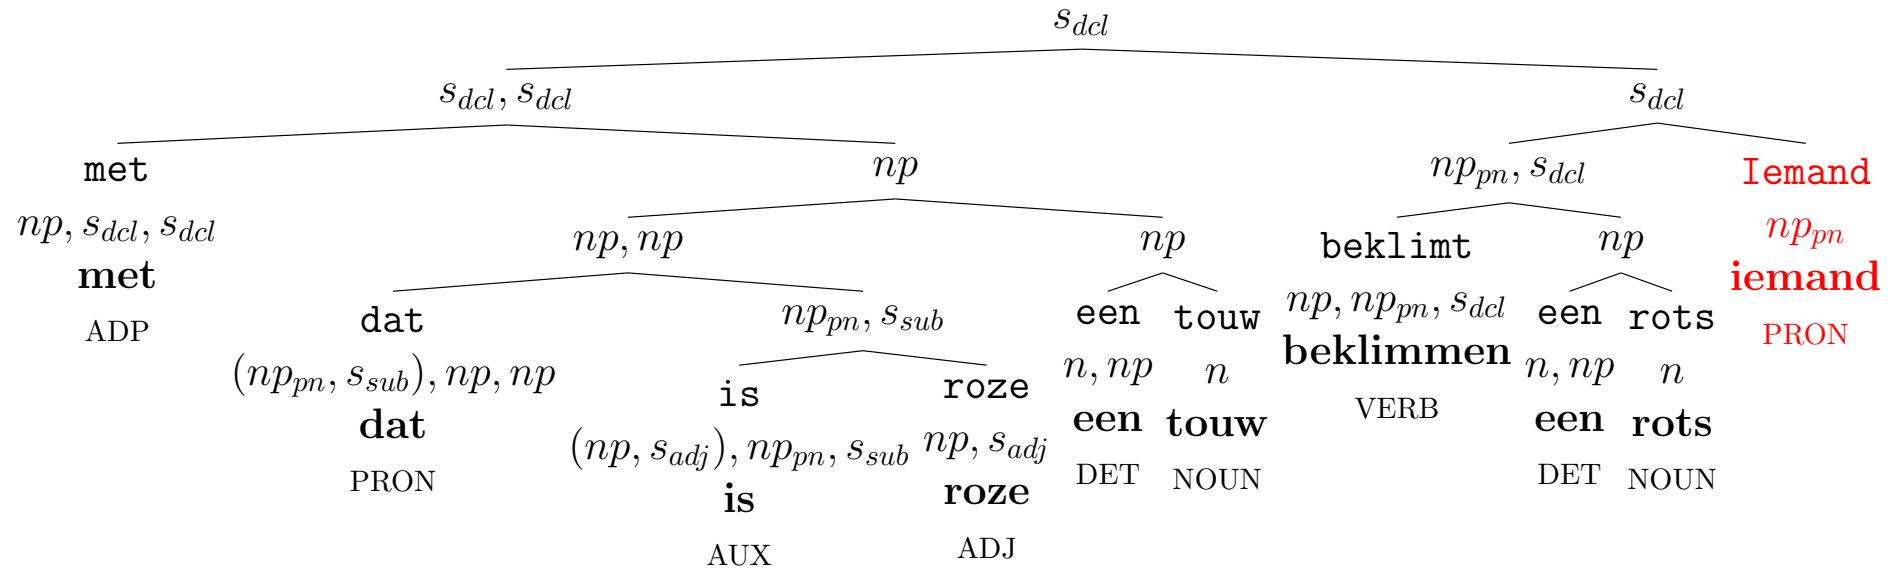 s_dcl
s_dcl, s_dcl
s_dcl
met
np
np_pn, s_dcl
Iemand
np, s_dcl, s_dcl
np, np
np
beklimt
np
np_pn
met
dat
np_pn, s_sub
een
touw
np, np_pn, s_dcl
een
rots
iemand
ADP
(np_pn, s_sub), np, np
is
roze
n, np
n
beklimmen
n, np
n
PRON
dat
(np, s_adj), np_pn, s_sub
np, s_adj
een
touw
VERB
een
rots
PRON
is
roze
DET
NOUN
DET
NOUN
AUX
ADJ